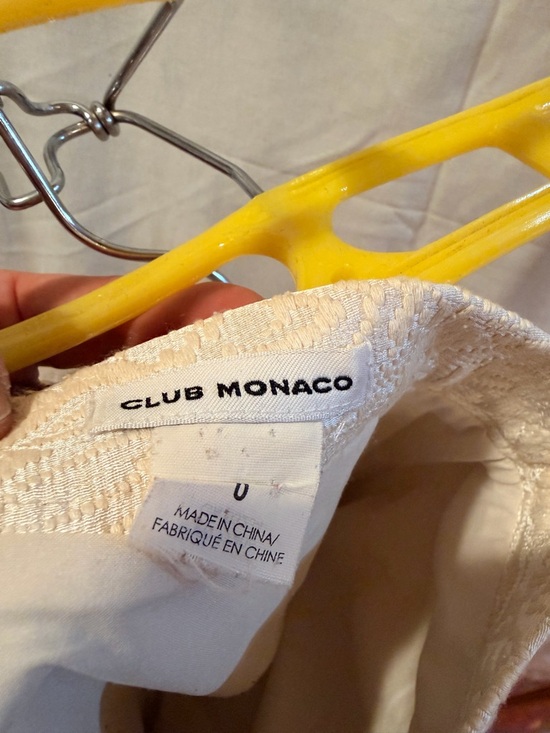 CLUB MONACO
0
MADE IN CHINA/
FABRIQUÉ EN CHINE